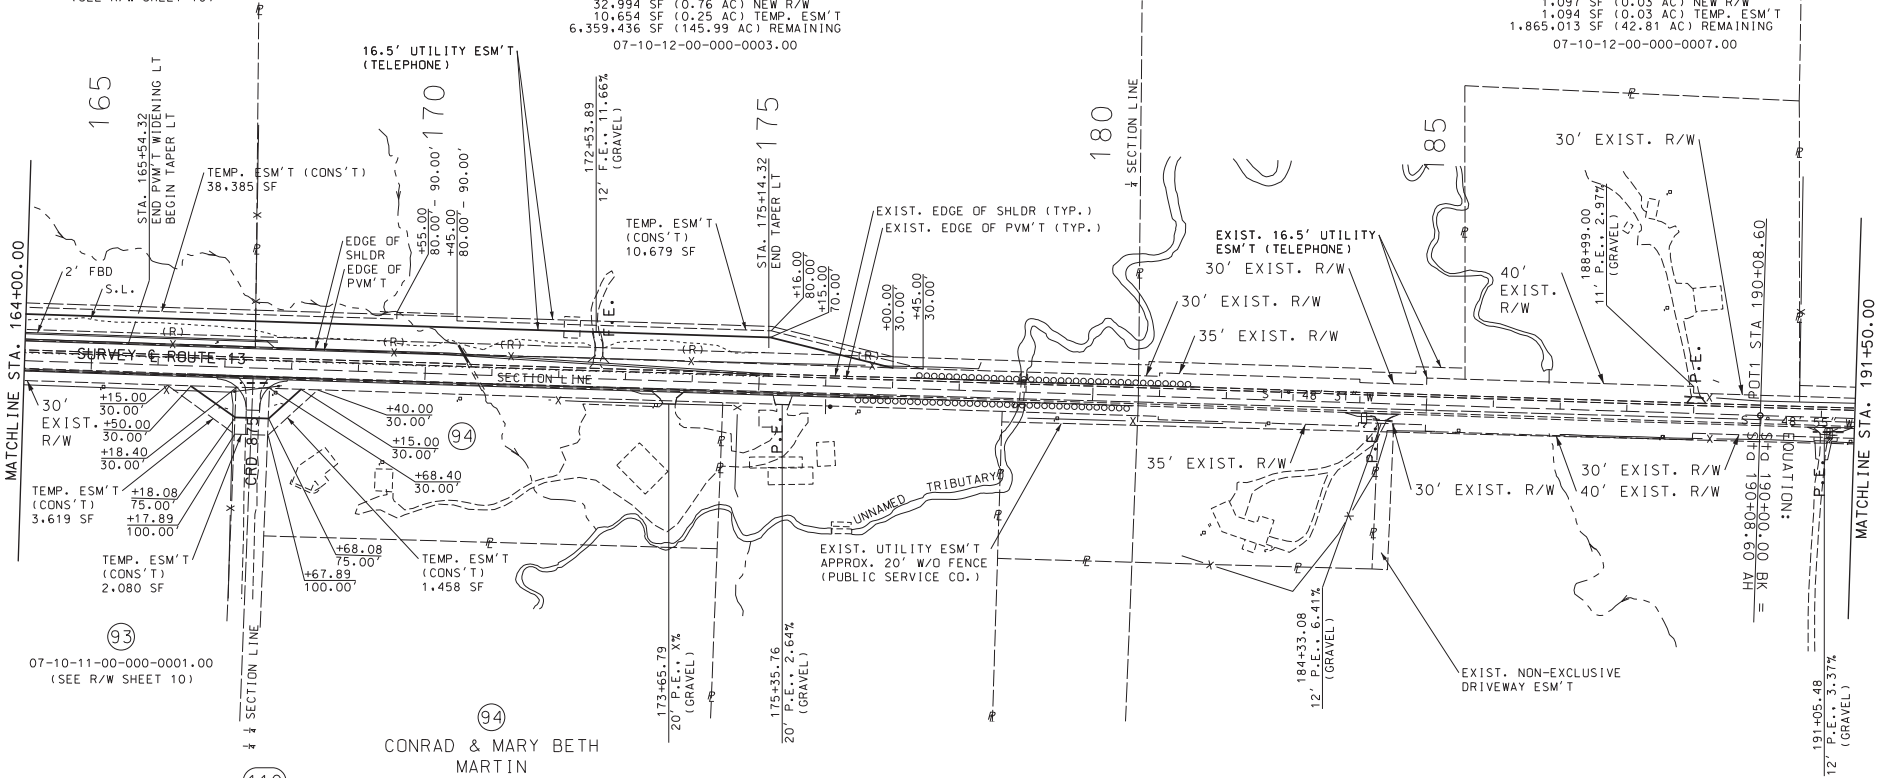 32,994 SF (0.76 AC) NEW R/W
10,654 SF (0.25 AC) TEMP. ESM'T
6,359,436 SF (145.99 AC) REMAINING
07-10-12-00-000-0003.00
1,094 SF (0.03 AC) TEMP. ESM'T
1,865,013 SF (42.81 AC) REMAINING
07-10-12-00-000-0007.00
16.5' UTILITY ESM'T
(TELEPHONE)
165
170
175
180
185
STA. 165+54.32
END PVM'T WIDENING LT
BEGIN TAPER LT
TEMP. ESM'T (CONS'T)
38,385 SF
+55.00
80.00' - 90.00'
+45.00
80.00' - 90.00'
172+53.89
12' F.E., 11.66%
(GRAVEL)
F.E.
TEMP. ESM'T
(CONS'T)
10,679 SF
STA. 175+14.32
END TAPER LT
+16.00
80.00'
+15.00
70.00'
+00.00
30.00'
+45.00
30.00'
EXIST. EDGE OF SHLDR (TYP.)
EXIST. EDGE OF PVM'T (TYP.)
¼ SECTION LINE
EXIST. 16.5' UTILITY
ESM'T (TELEPHONE)
30' EXIST. R/W
30' EXIST. R/W
35' EXIST. R/W
30' EXIST. R/W
40'
EXIST.
R/W
188+99.00
11' P.E., 2.97%
(GRAVEL)
P.E.
POT1 STA 190+08.60
MATCHLINE STA. 164+00.00
2' FBD
S.L.
EDGE OF
SHLDR
EDGE OF
PVM'T
(R)
(R)
(R)
(R)
(R)
SURVEY ℄ ROUTE 13
SECTION LINE
MATCHLINE STA. 191+50.00
30'
EXIST.
R/W
+15.00
30.00'
+50.00
30.00'
+18.40
30.00'
+18.08
75.00'
+17.89
100.00'
CRD 875
+40.00
30.00'
+15.00
30.00'
+68.40
30.00'
94
TEMP. ESM'T
(CONS'T)
3,619 SF
TEMP. ESM'T
(CONS'T)
2,080 SF
+68.08
75.00'
+67.89
100.00'
TEMP. ESM'T
(CONS'T)
1,458 SF
P.E.
UNNAMED TRIBUTARY
EXIST. UTILITY ESM'T
APPROX. 20' W/O FENCE
(PUBLIC SERVICE CO.)
35' EXIST. R/W
P.E.
30' EXIST. R/W
30' EXIST. R/W
40' EXIST. R/W
EQUATION:
Sta 190+00.00 BK =
Sta 190+08.60 AH
P.E.
93
07-10-11-00-000-0001.00
(SEE R/W SHEET 10)
¼ ¼ SECTION LINE
94
CONRAD & MARY BETH
MARTIN
173+65.79
20' P.E., X%
(GRAVEL)
175+35.76
20' P.E., 2.64%
(GRAVEL)
184+33.08
12' P.E., 6.41%
(GRAVEL)
EXIST. NON-EXCLUSIVE
DRIVEWAY ESM'T
191+05.48
12' P.E., 3.37%
(GRAVEL)